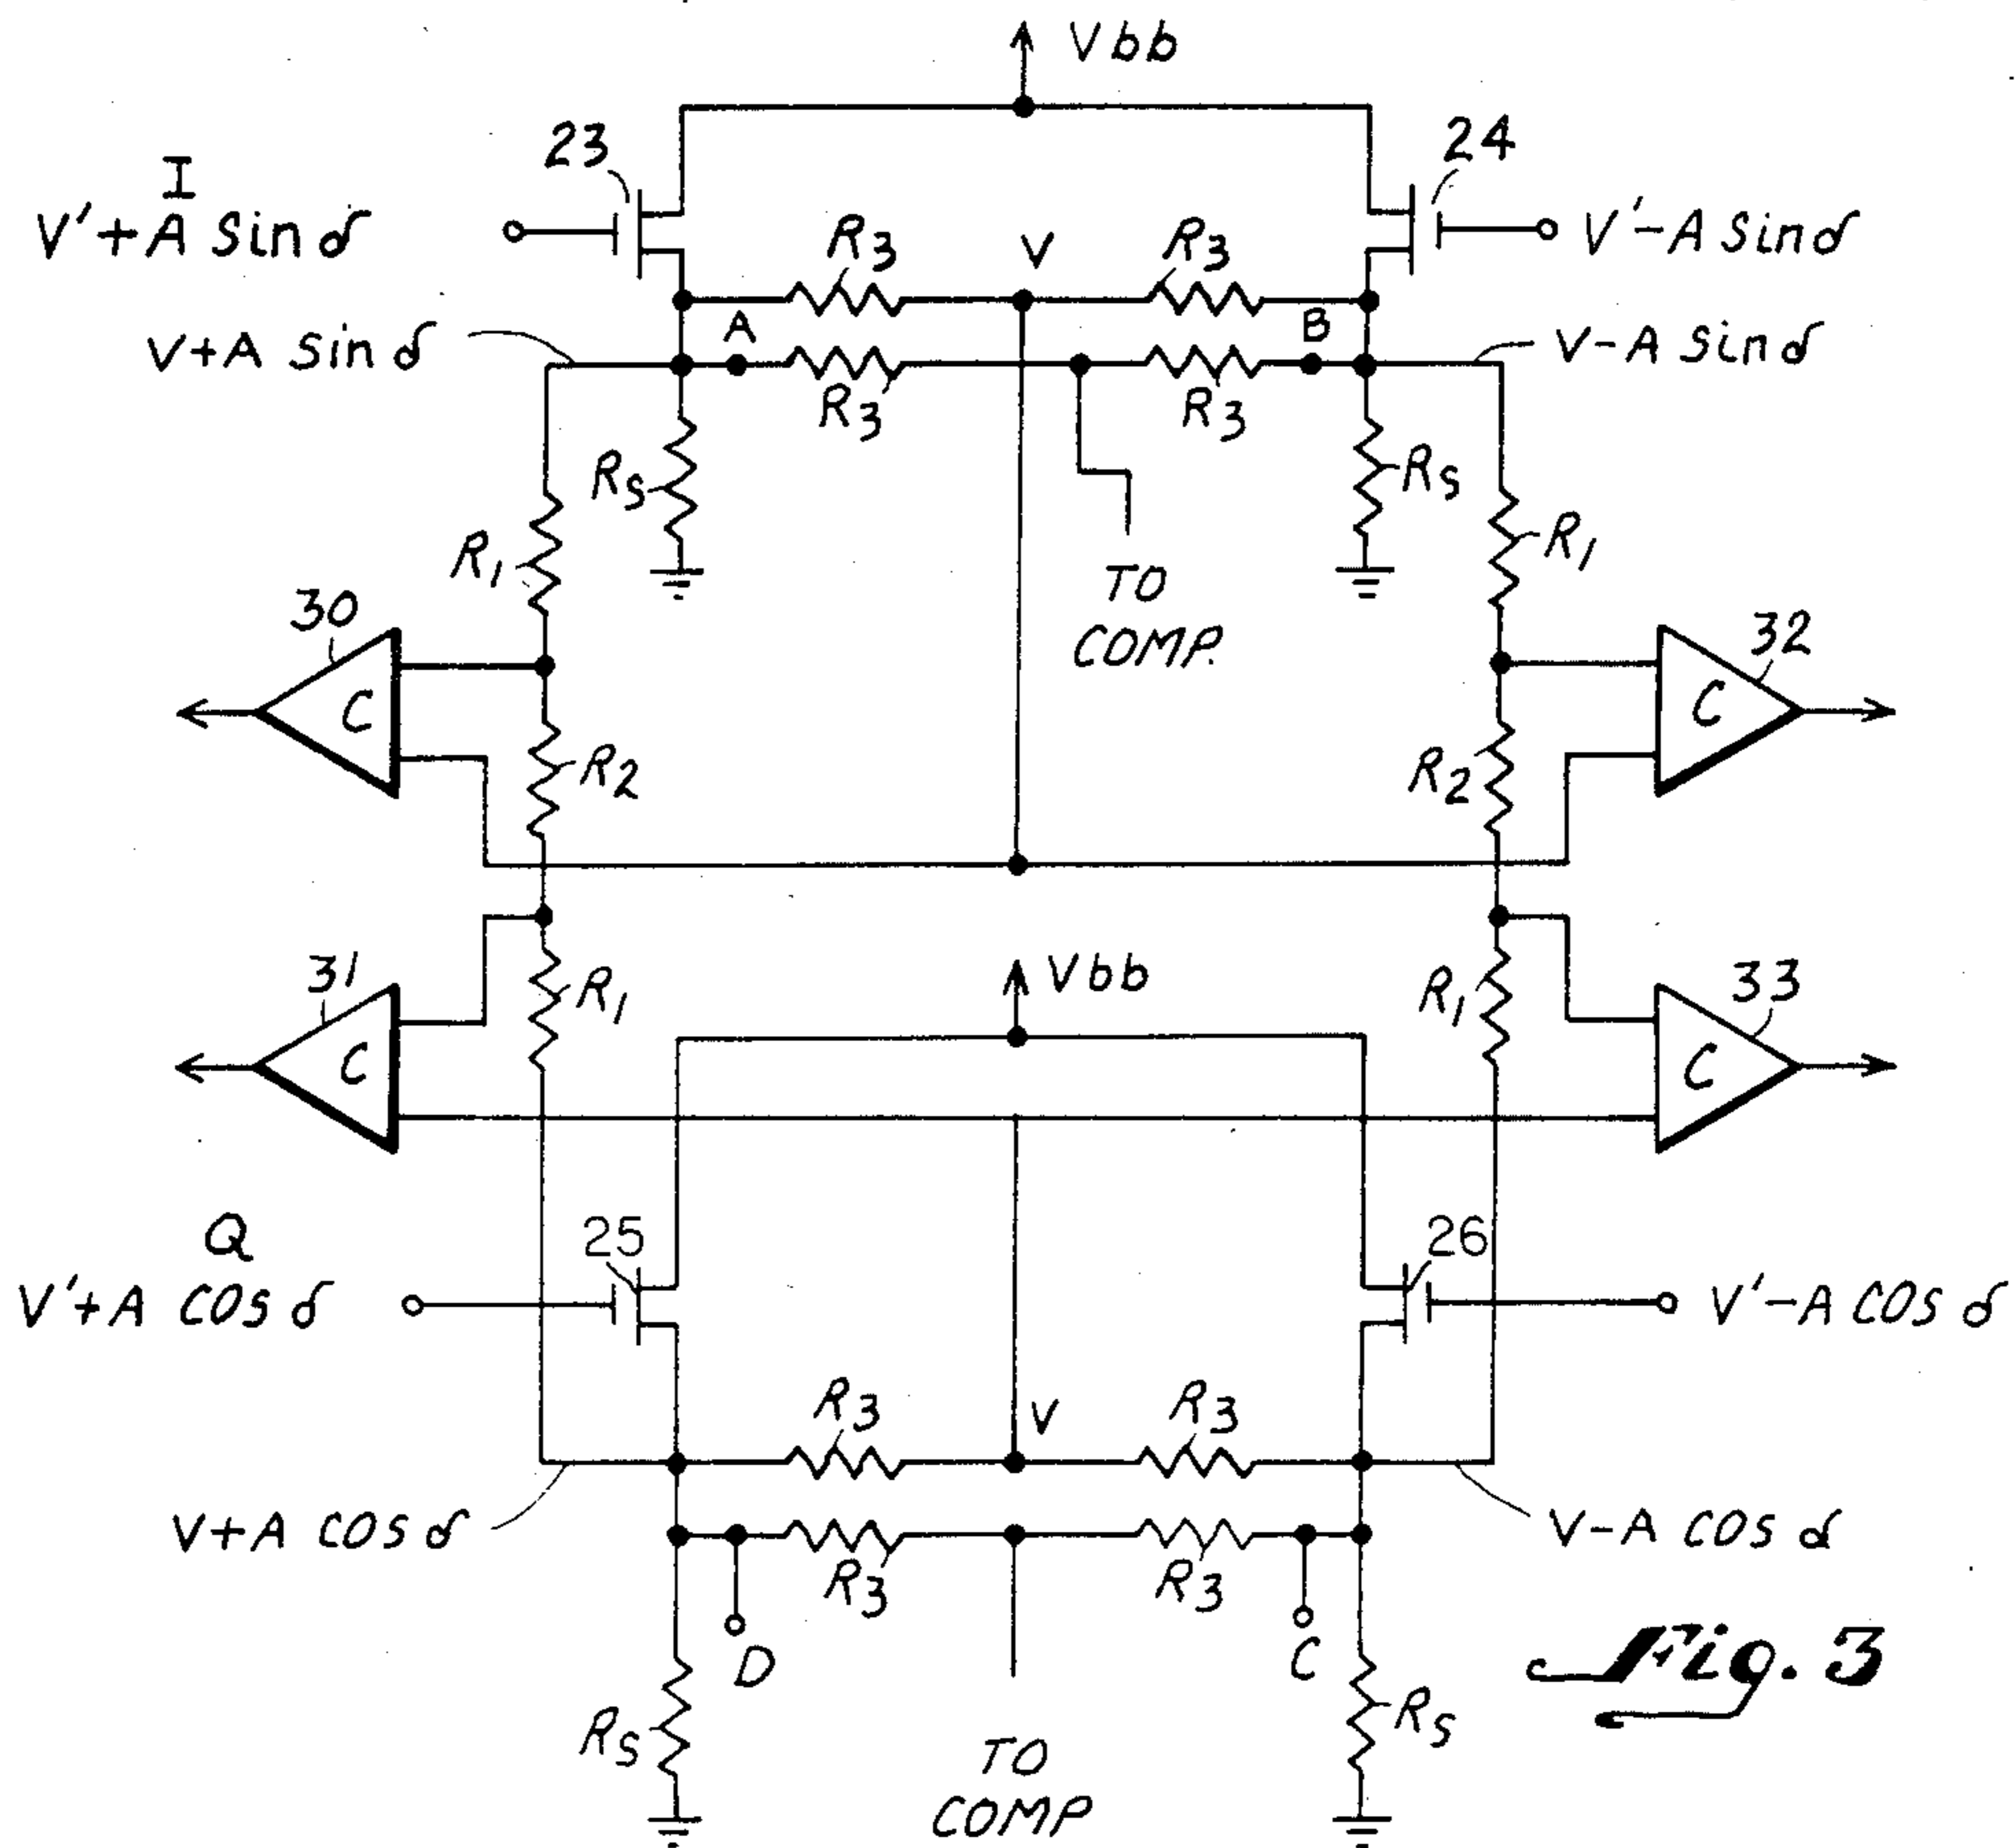 Vbb
23
24
I
V'+A Sin δ
V'-A Sin δ
R3
V
R3
A
B
V+A Sin δ
V-A Sin δ
R3
R3
RS
RS
R1
R1
TO
COMP.
30
32
C
C
R2
R2
31
Vbb
33
R1
R1
C
C
Q
25
26
V'+A COS δ
V'-A COS δ
R3
V
R3
V+A COS δ
V-A COS δ
R3
R3
D
C
Fig. 3
RS
RS
TO
COMP